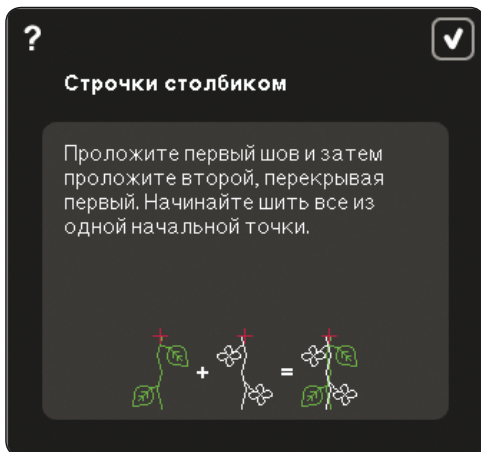 ?
Строчки столбиком
Проложите первый шов и затем
проложите второй, перекрывая
первый. Начинайте шить все из
одной начальной точки.
+ =